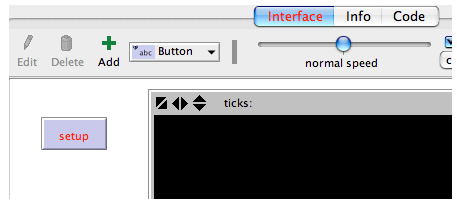 Interface Info Code
Edit Delete Add abc Button
normal speed
ticks:
setup